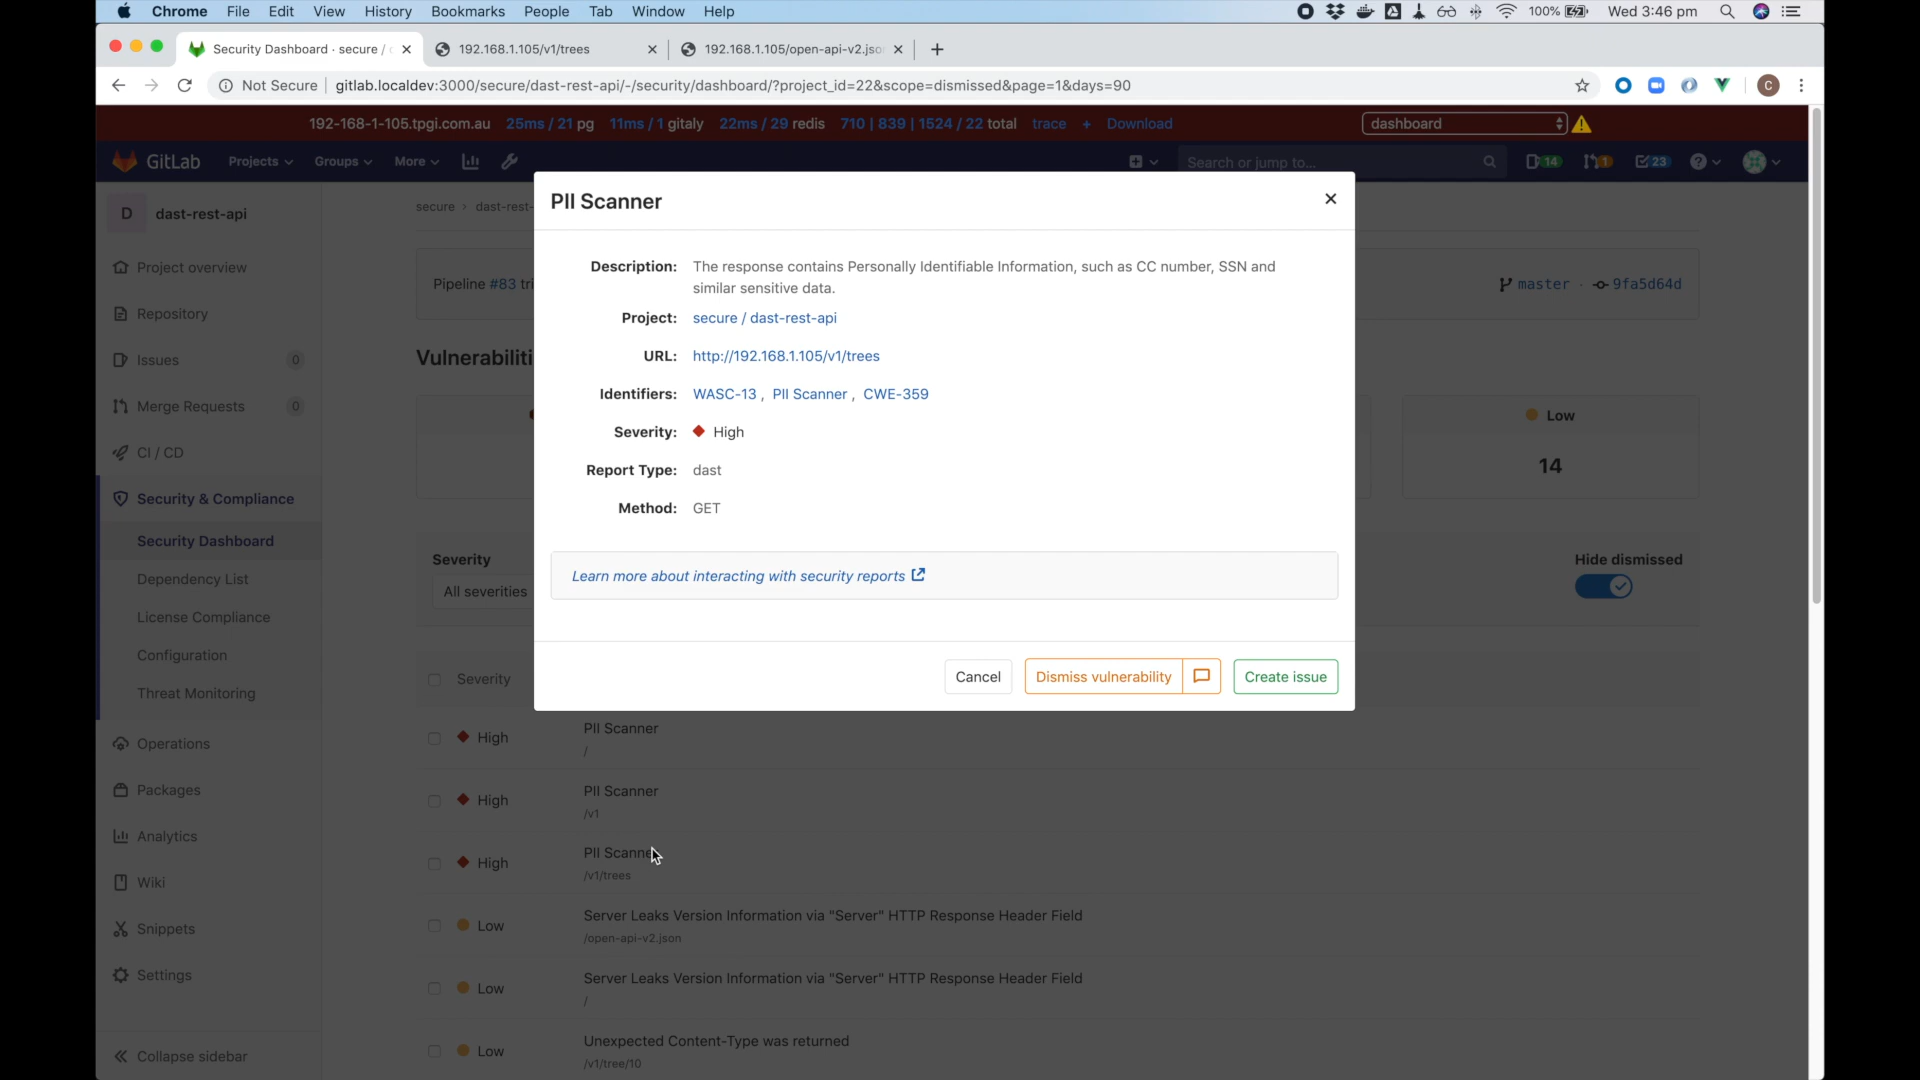 Chrome File Edit View History Bookmarks People Tab Window Help 100% Wed 3:46 pm
Security Dashboard · secure / 192.168.1.105/v1/trees 192.168.1.105/open-api-v2.jso
Not Secure gitlab.localdev:3000/secure/dast-rest-api/-/security/dashboard/?project_id=22&scope=dismissed&page=1&days=90
192-168-1-105.tpgi.com.au 25ms / 21 pg 11ms / 1 gitaly 22ms / 29 redis 710 | 839 | 1524 / 22 total trace + Download dashboard
GitLab Projects Groups More Search or jump to... 14 1 23
PII Scanner
D dast-rest-api
secure > dast-rest-
Description: The response contains Personally Identifiable Information, such as CC number, SSN and
similar sensitive data.
Project overview
Pipeline #83 tri
master · 9fa5d64d
Repository
Project: secure / dast-rest-api
Vulnerabiliti
URL: http://192.168.1.105/v1/trees
Issues 0
Identifiers: WASC-13 , PII Scanner , CWE-359
Merge Requests 0
Low
Severity: High
CI / CD
14
Report Type: dast
Security & Compliance
Method: GET
Security Dashboard
Severity
Hide dismissed
Dependency List
All severities
Learn more about interacting with security reports
License Compliance
Configuration
Threat Monitoring
Severity
Cancel Dismiss vulnerability Create issue
High PII Scanner
/
Operations
Packages
High PII Scanner
/v1
Analytics
High PII Scanne
/v1/trees
Wiki
Low Server Leaks Version Information via "Server" HTTP Response Header Field
/open-api-v2.json
Snippets
Settings
Low Server Leaks Version Information via "Server" HTTP Response Header Field
/
Low Unexpected Content-Type was returned
/v1/tree/10
Collapse sidebar
C